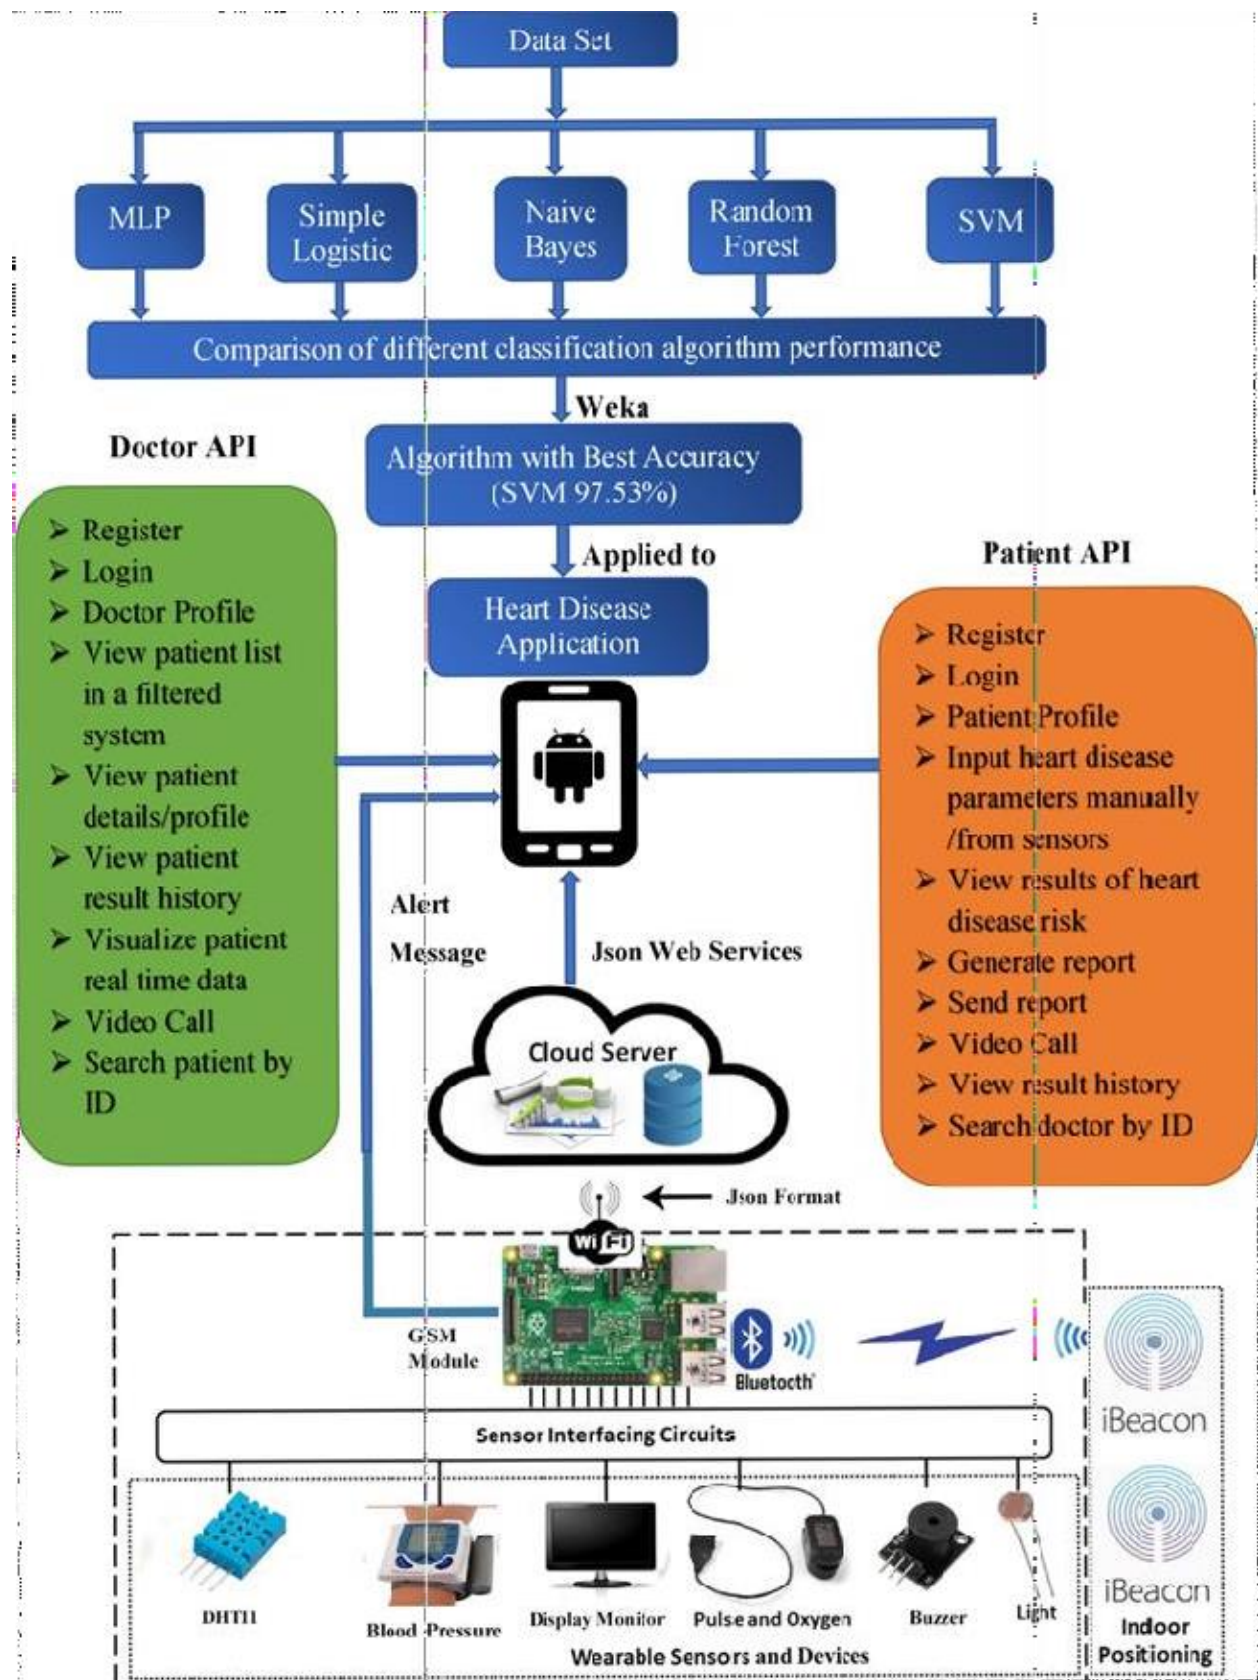 Data Set
MLP
Simple
Logistic
Naive
Bayes
Random
Forest
SVM
Comparison of different classification algorithm performance
Weka
Algorithm with Best Accuracy
(SVM 97.53%)
Applied to
Heart Disease
Application
Doctor API
➢ Register
➢ Login
➢ Doctor Profile
➢ View patient list
in a filtered
system
➢ View patient
details/profile
➢ View patient
result history
➢ Visualize patient
real time data
➢ Video Call
➢ Search patient by
ID
Patient API
➢ Register
➢ Login
➢ Patient Profile
➢ Input heart disease
parameters manually
/from sensors
➢ View results of heart
disease risk
➢ Generate report
➢ Send report
➢ Video Call
➢ View result history
➢ Search doctor by ID
Alert
Message
Json Web Services
Cloud Server
Json Format
WiFi
GSM
Module
Bluetooth
Sensor Interfacing Circuits
DHT11
Blood Pressure
Display Monitor
Pulse and Oxygen
Buzzer
Light
Wearable Sensors and Devices
iBeacon
iBeacon
Indoor
Positioning